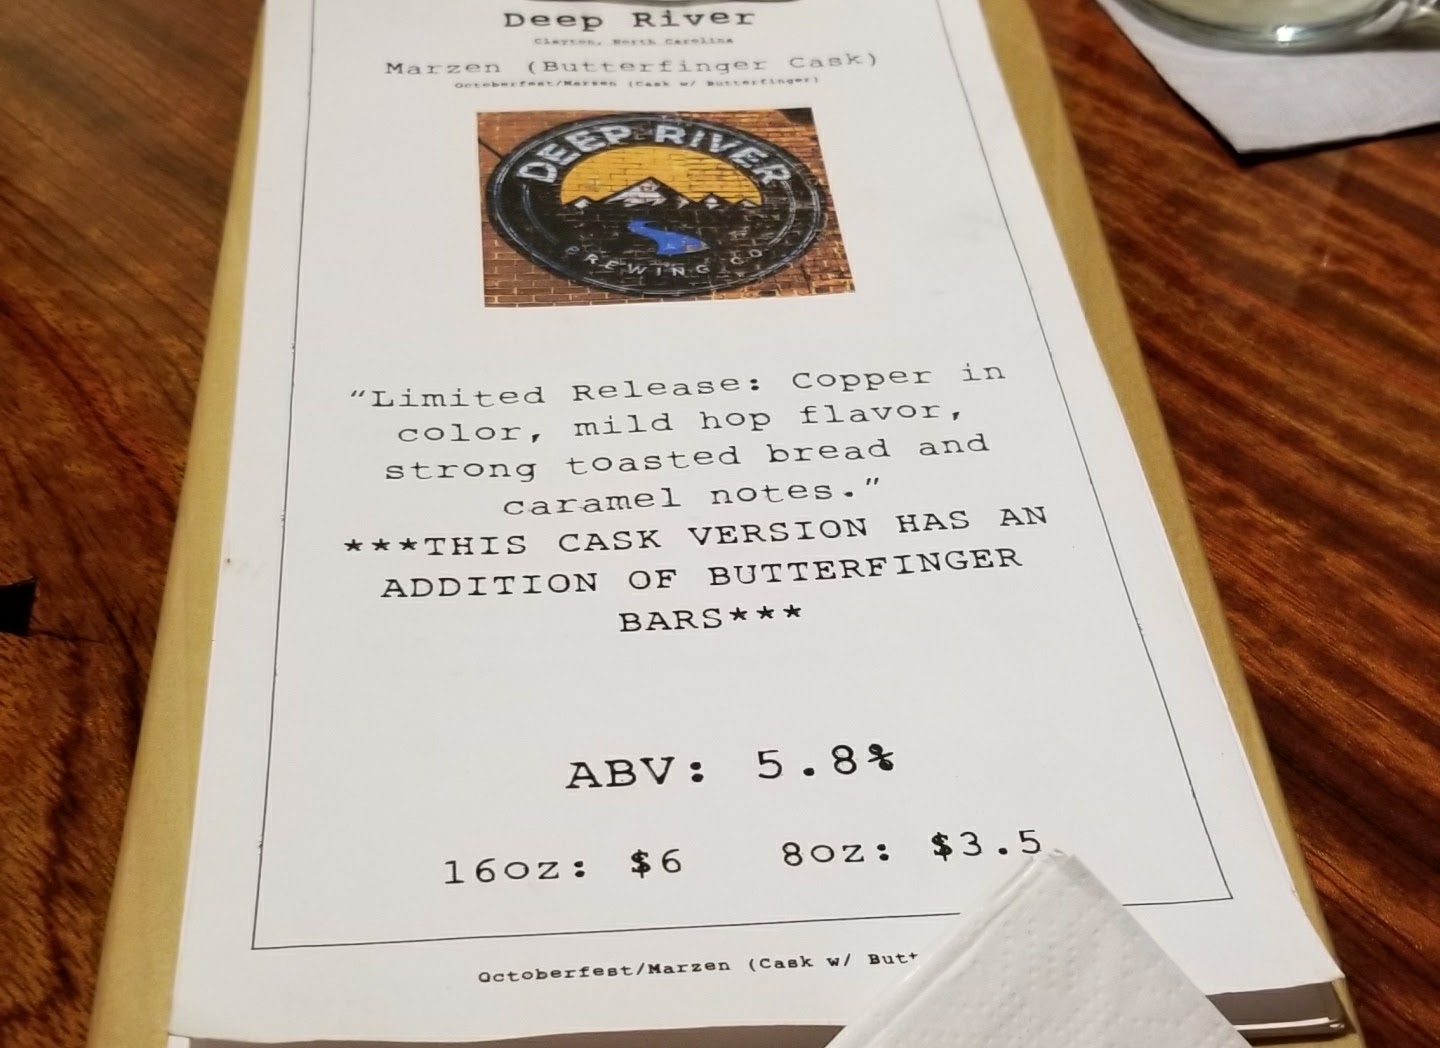 Deep River
Clayton, North Carolina
Marzen (Butterfinger Cask)
Octoberfest/Marzen (Cask w/ Butterfinger)
DEEP RIVER
BREWING CO
“Limited Release: Copper in
color, mild hop flavor,
strong toasted bread and
caramel notes.”
***THIS CASK VERSION HAS AN
ADDITION OF BUTTERFINGER
BARS***
ABV: 5.8%
16oz: $6 8oz: $3.5
Octoberfest/Marzen (Cask w/